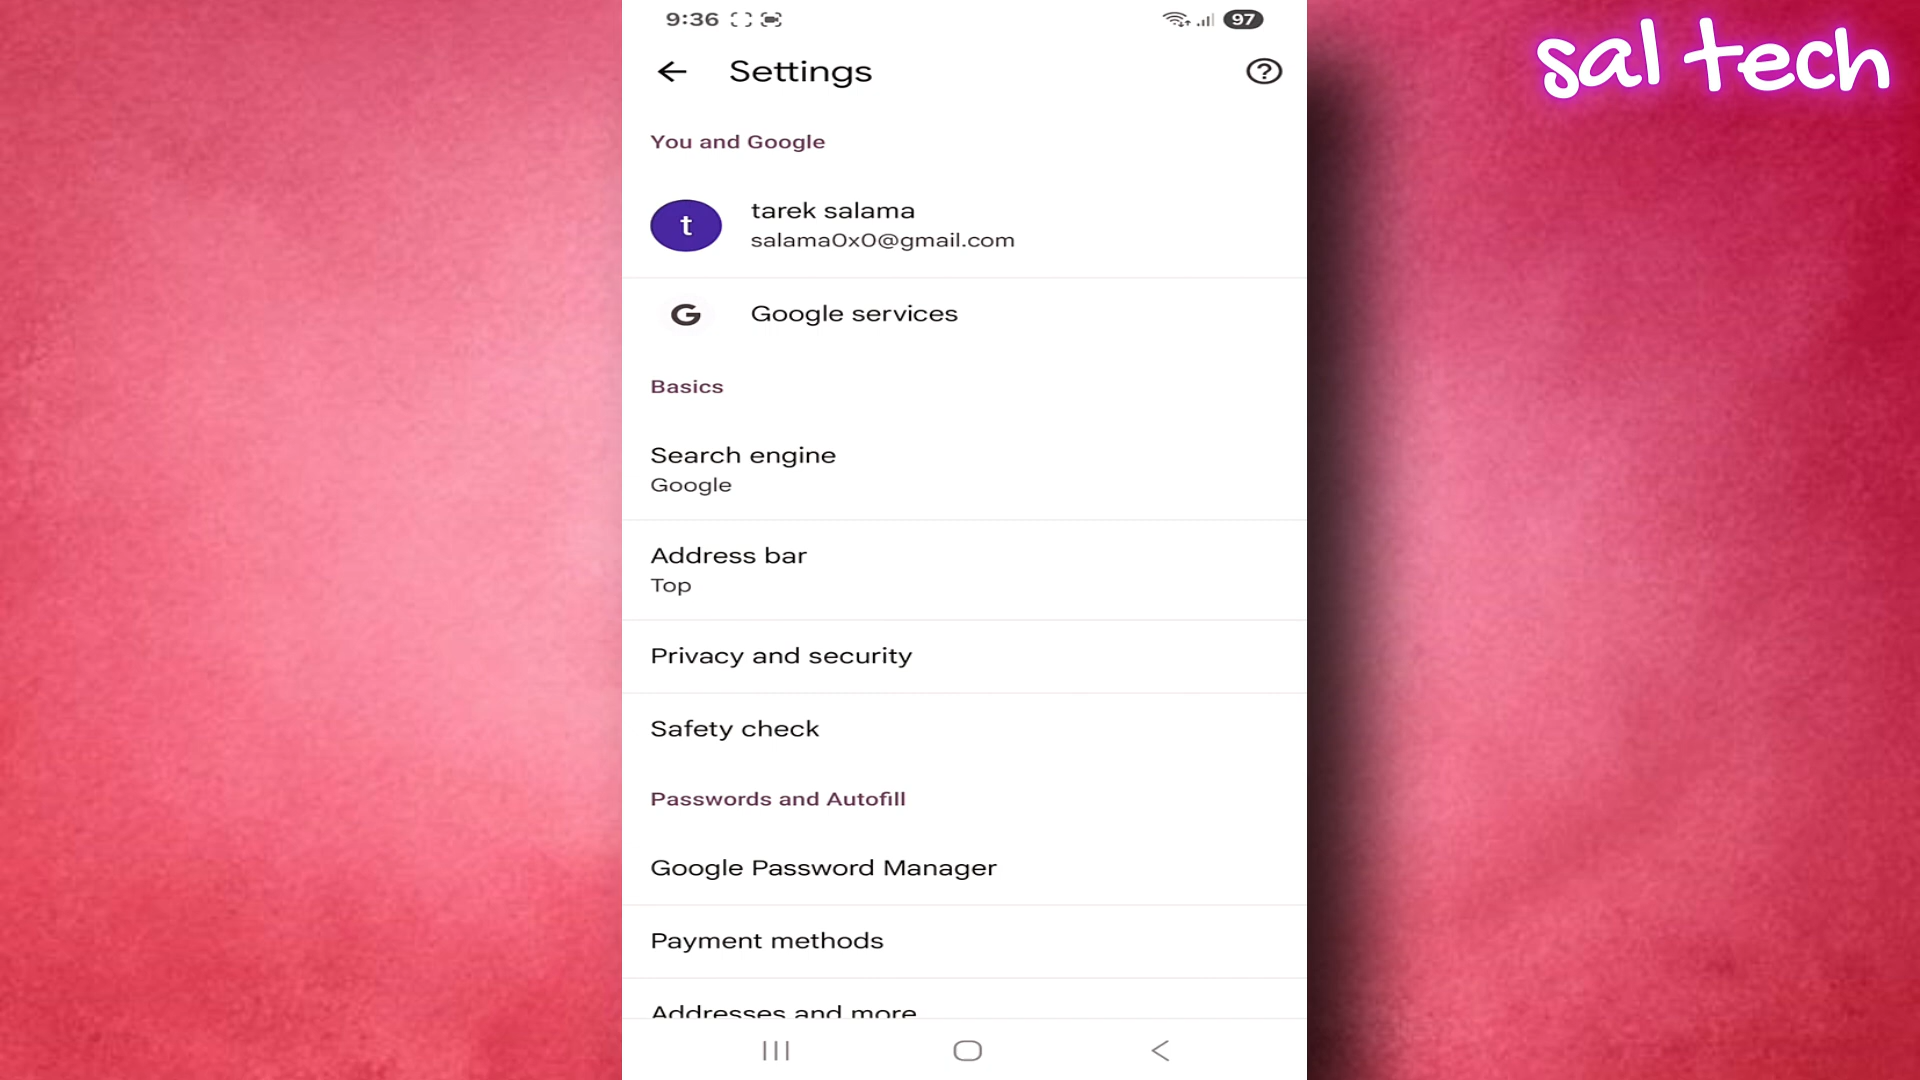 9:36
97
sal tech
Settings
You and Google
t
tarek salama
salama0x0@gmail.com
G
Google services
Basics
Search engine
Google
Address bar
Top
Privacy and security
Safety check
Passwords and Autofill
Google Password Manager
Payment methods
Addresses and more